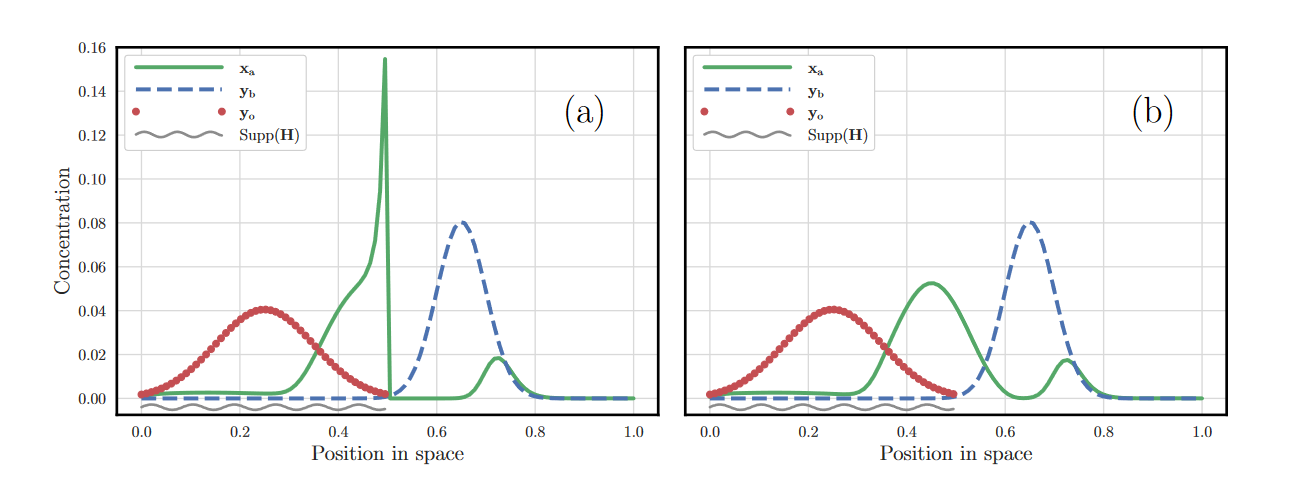 0.16
0.14
0.12
0.10
0.08
0.06
0.04
0.02
0.00
Concentration
xa
yb
yo
Supp(H)
(a)
0.0 0.2 0.4 0.6 0.8 1.0
Position in space
xa
yb
yo
Supp(H)
(b)
0.0 0.2 0.4 0.6 0.8 1.0
Position in space